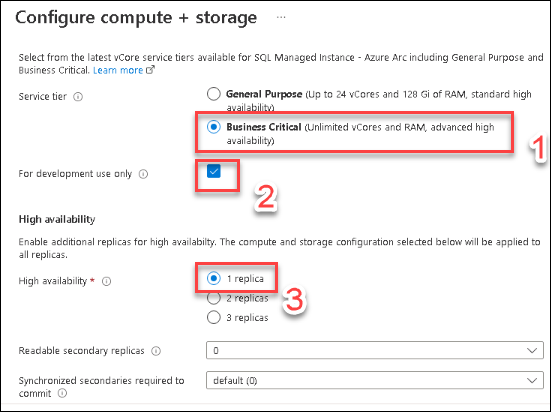 Configure compute + storage ...
Select from the latest vCore service tiers available for SQL Managed Instance - Azure Arc including General Purpose and
Business Critical. Learn more
Service tier
General Purpose (Up to 24 vCores and 128 Gi of RAM, standard high
availability)
Business Critical (Unlimited vCores and RAM, advanced high
availability)
1
For development use only
2
High availability
Enable additional replicas for high availabilty. The compute and storage configuration selected below will be applied to
all replicas.
High availability *
1 replica
3
2 replicas
3 replicas
Readable secondary replicas
0
Synchronized secondaries required to
commit
default (0)